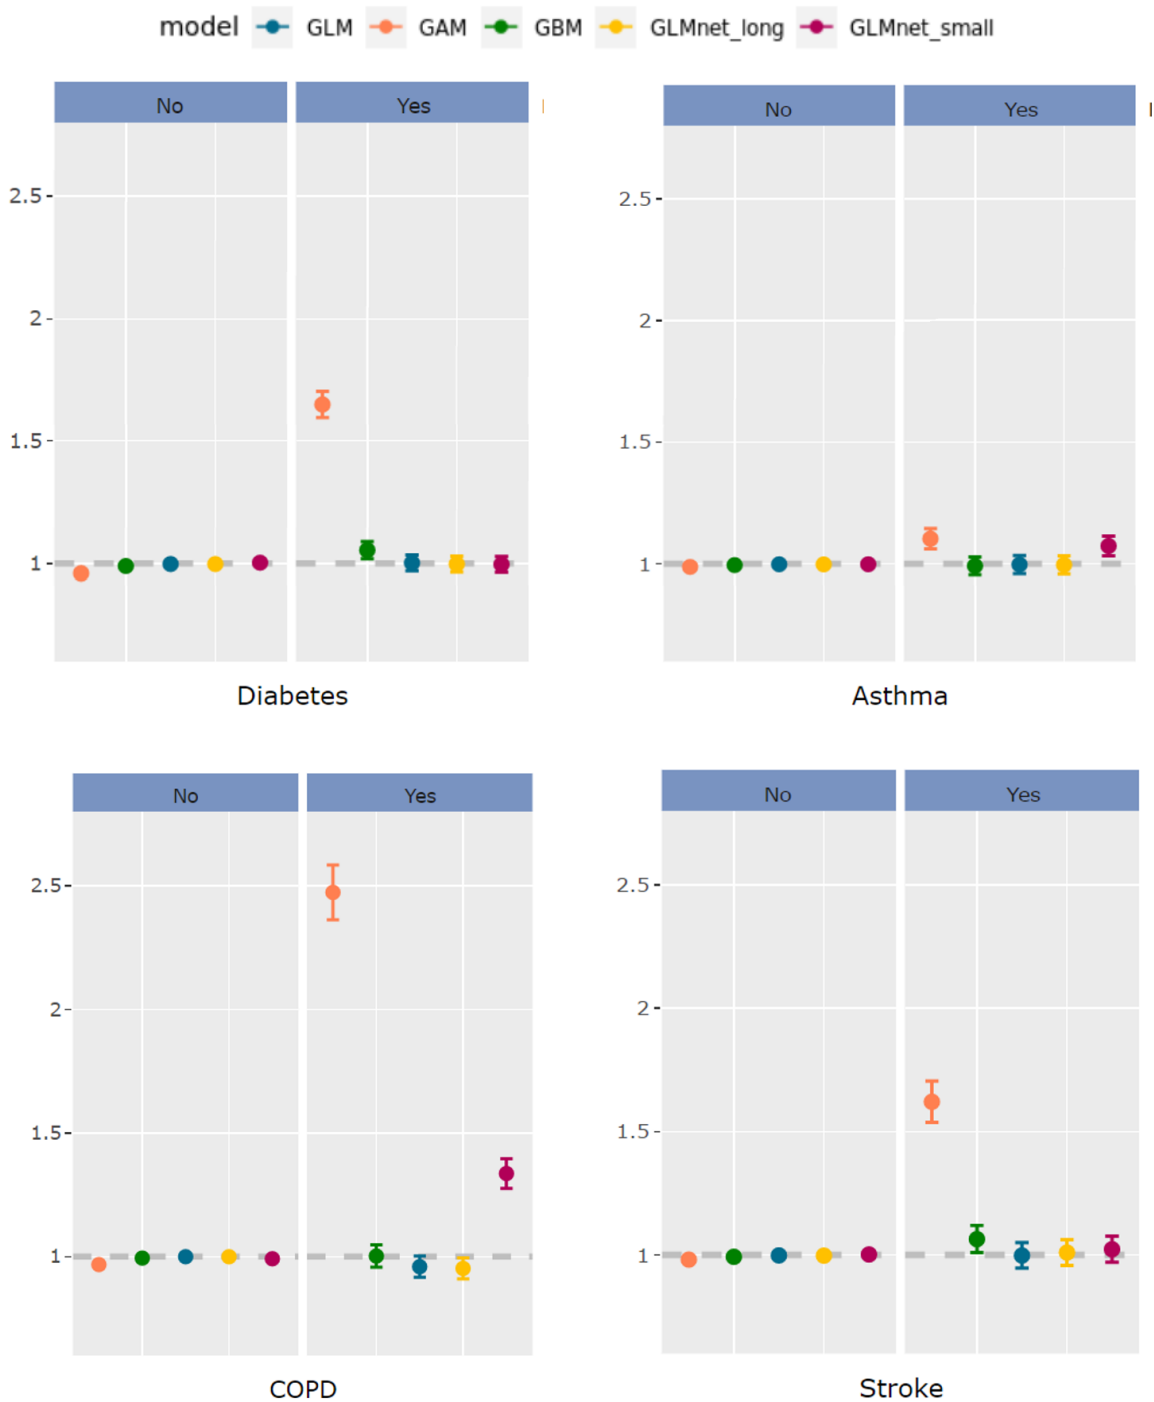 model GLM GAM GBM GLMnet_long GLMnet_small
No Yes
2.5
2
1.5
1
Diabetes
No Yes
2.5
2
1.5
1
Asthma
No Yes
2.5
2
1.5
1
COPD
No Yes
2.5
2
1.5
1
Stroke